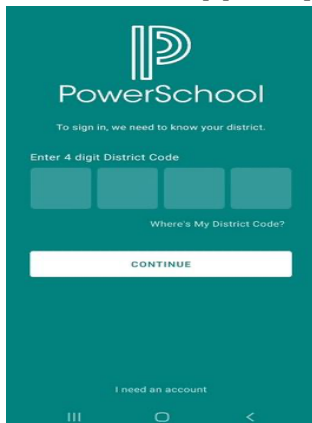 PowerSchool
To sign in, we need to know your district.
Enter 4 digit District Code
Where's My District Code?
CONTINUE
I need an account